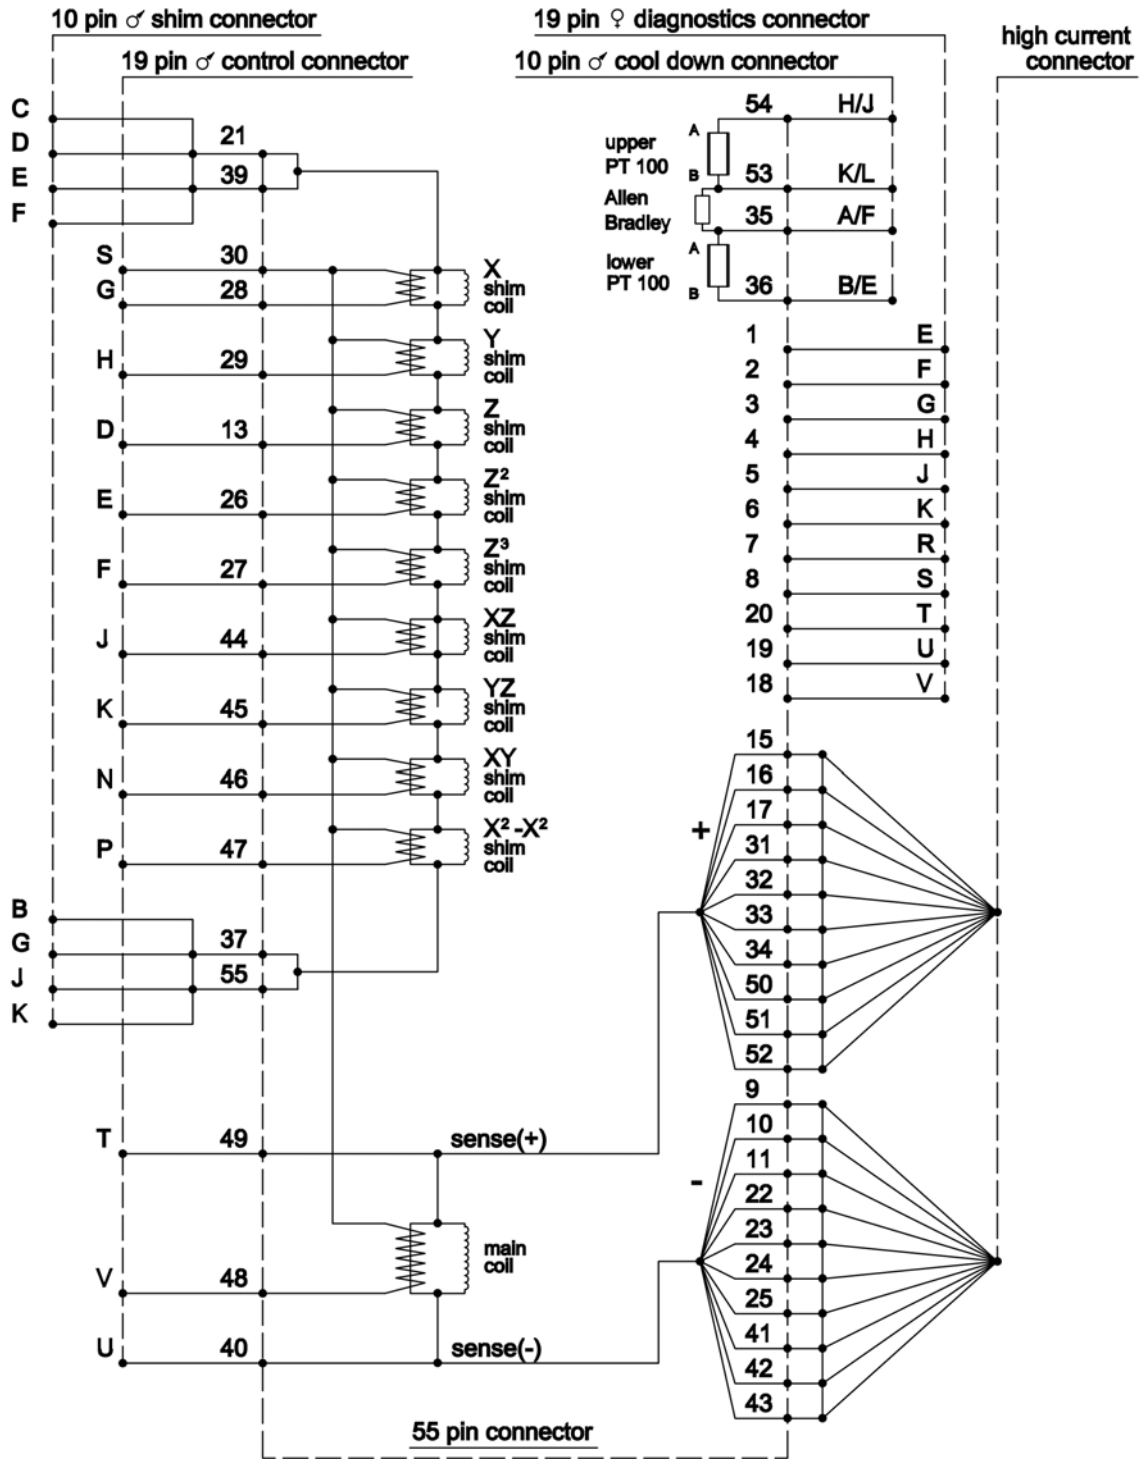 10 pin ♂ shim connector
19 pin ♂ control connector
19 pin ♀ diagnostics connector
10 pin ♂ cool down connector
high current
connector
C
D 21
E 39
F
S 30
G 28
X
shim
coil
H 29
Y
shim
coil
D 13
Z
shim
coil
E 26
Z²
shim
coil
F 27
Z³
shim
coil
J 44
XZ
shim
coil
K 45
YZ
shim
coil
N 46
XY
shim
coil
P 47
X² -X²
shim
coil
B
G 37
J 55
K
T 49 sense(+)
main
coil
V 48
U 40 sense(-)
54 H/J
A
upper
PT 100
B 53 K/L
Allen
Bradley
35 A/F
A
lower
PT 100
B 36 B/E
1 E
2 F
3 G
4 H
5 J
6 K
7 R
8 S
20 T
19 U
18 V
15
16
17
+
31
32
33
34
50
51
52
9
10
11
-
22
23
24
25
41
42
43
55 pin connector